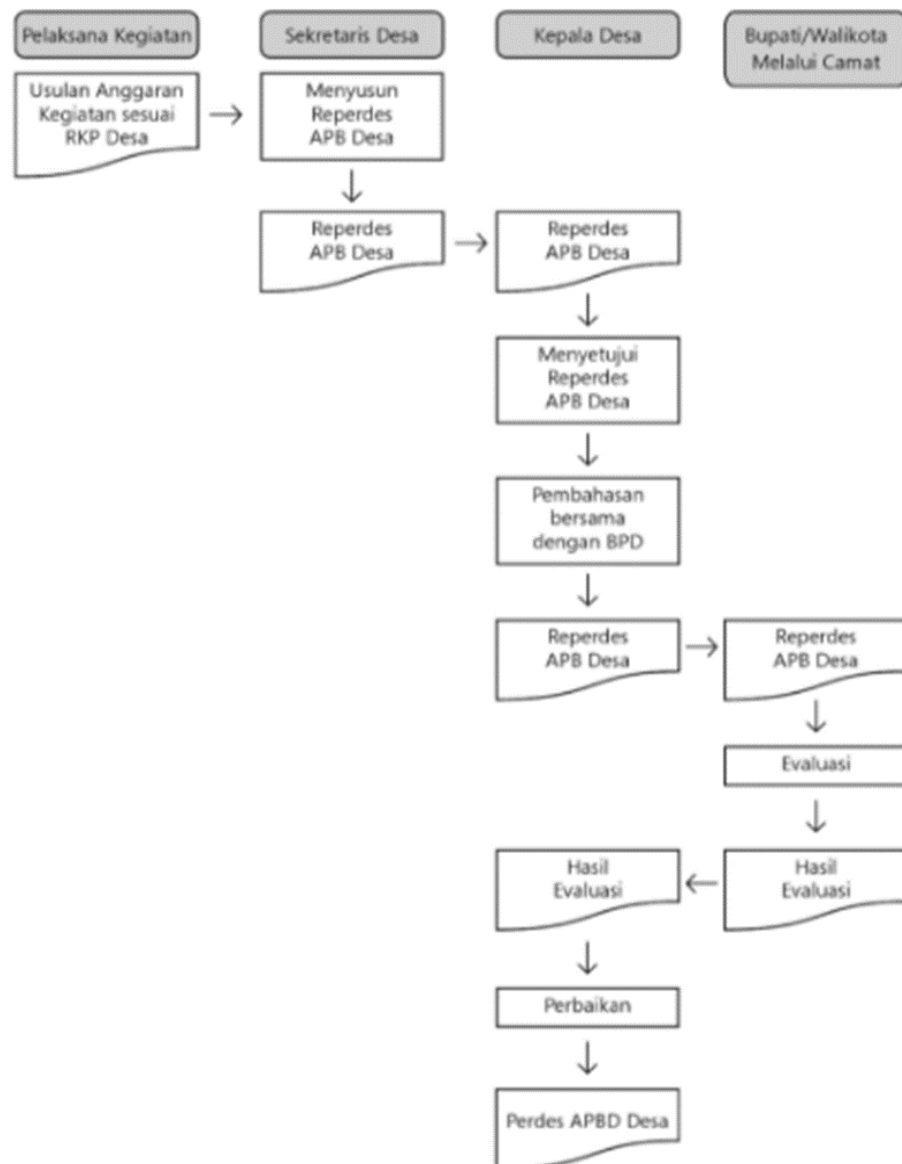 Pelaksana Kegiatan
Sekretaris Desa
Kepala Desa
Bupati/Walikota
Melalui Camat
Usulan Anggaran
Kegiatan sesuai
RKP Desa
Menyusun
Reperdes
APB Desa
Reperdes
APB Desa
Reperdes
APB Desa
Menyetujui
Reperdes
APB Desa
Pembahasan
bersama
dengan BPD
Reperdes
APB Desa
Reperdes
APB Desa
Evaluasi
Hasil
Evaluasi
Hasil
Evaluasi
Perbaikan
Perdes APBD Desa